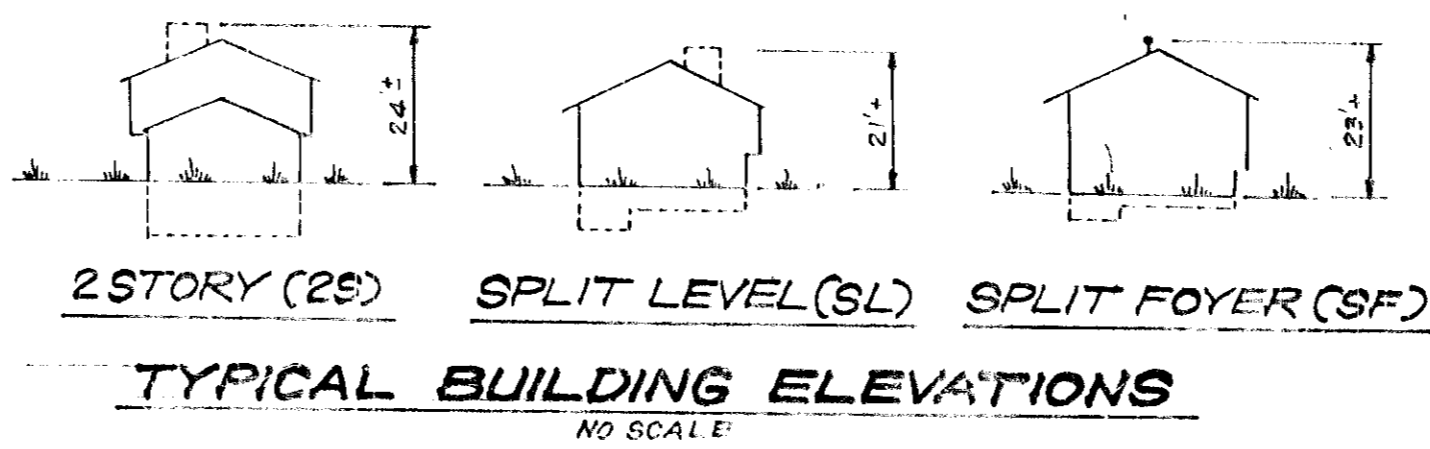 24'±
21'±
23'±
2 STORY (2S)
SPLIT LEVEL (SL)
SPLIT FOYER (SF)
TYPICAL BUILDING ELEVATIONS
NO SCALE